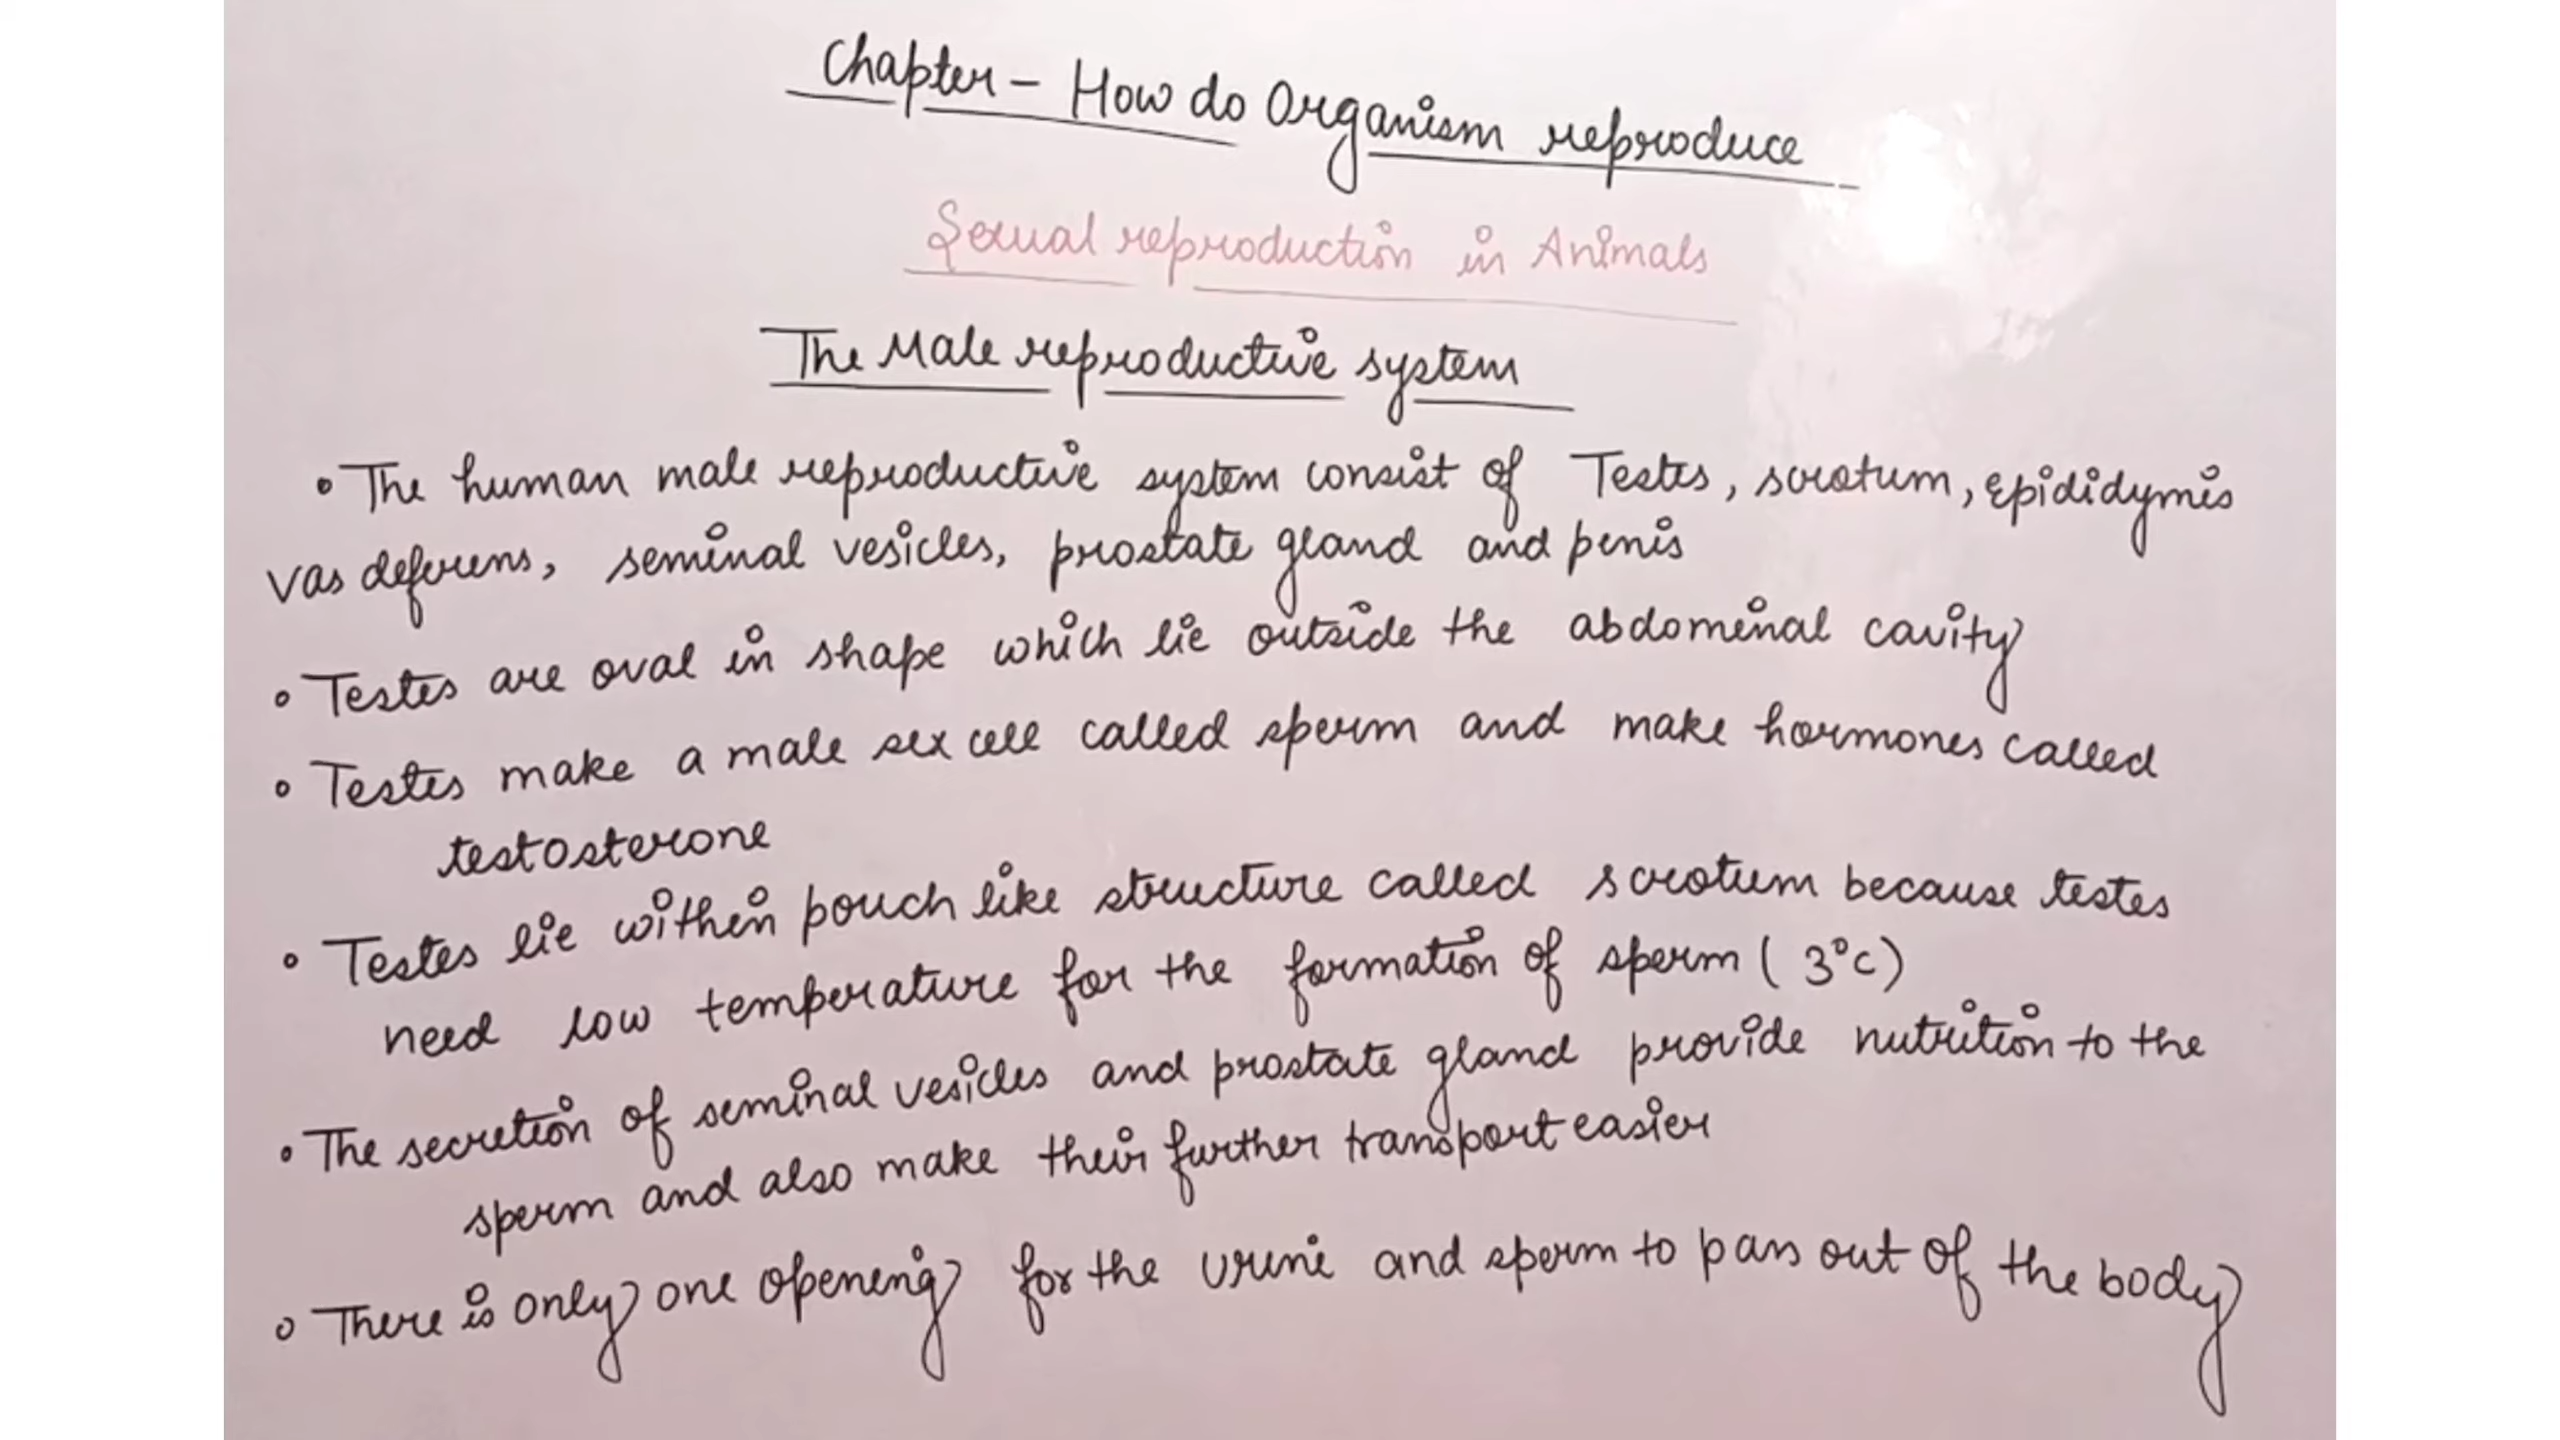 Chapter – How do Organism reproduce
Sexual reproduction in Animals
The Male reproductive system
• The human male reproductive system consist of Testes, scrotum, epididymis
vas deferens, seminal vesicles, prostate gland and penis
• Testes are oval in shape which lie outside the abdominal cavity
• Testes make a male sex cell called sperm and make hormones called
testosterone
• Testes lie within pouch like structure called scrotum because testes
need low temperature for the formation of sperm ( 3°c)
• The secretion of seminal vesicles and prostate gland provide nutrition to the
sperm and also make their further transport easier
• There is only one opening for the urine and sperm to pass out of the body